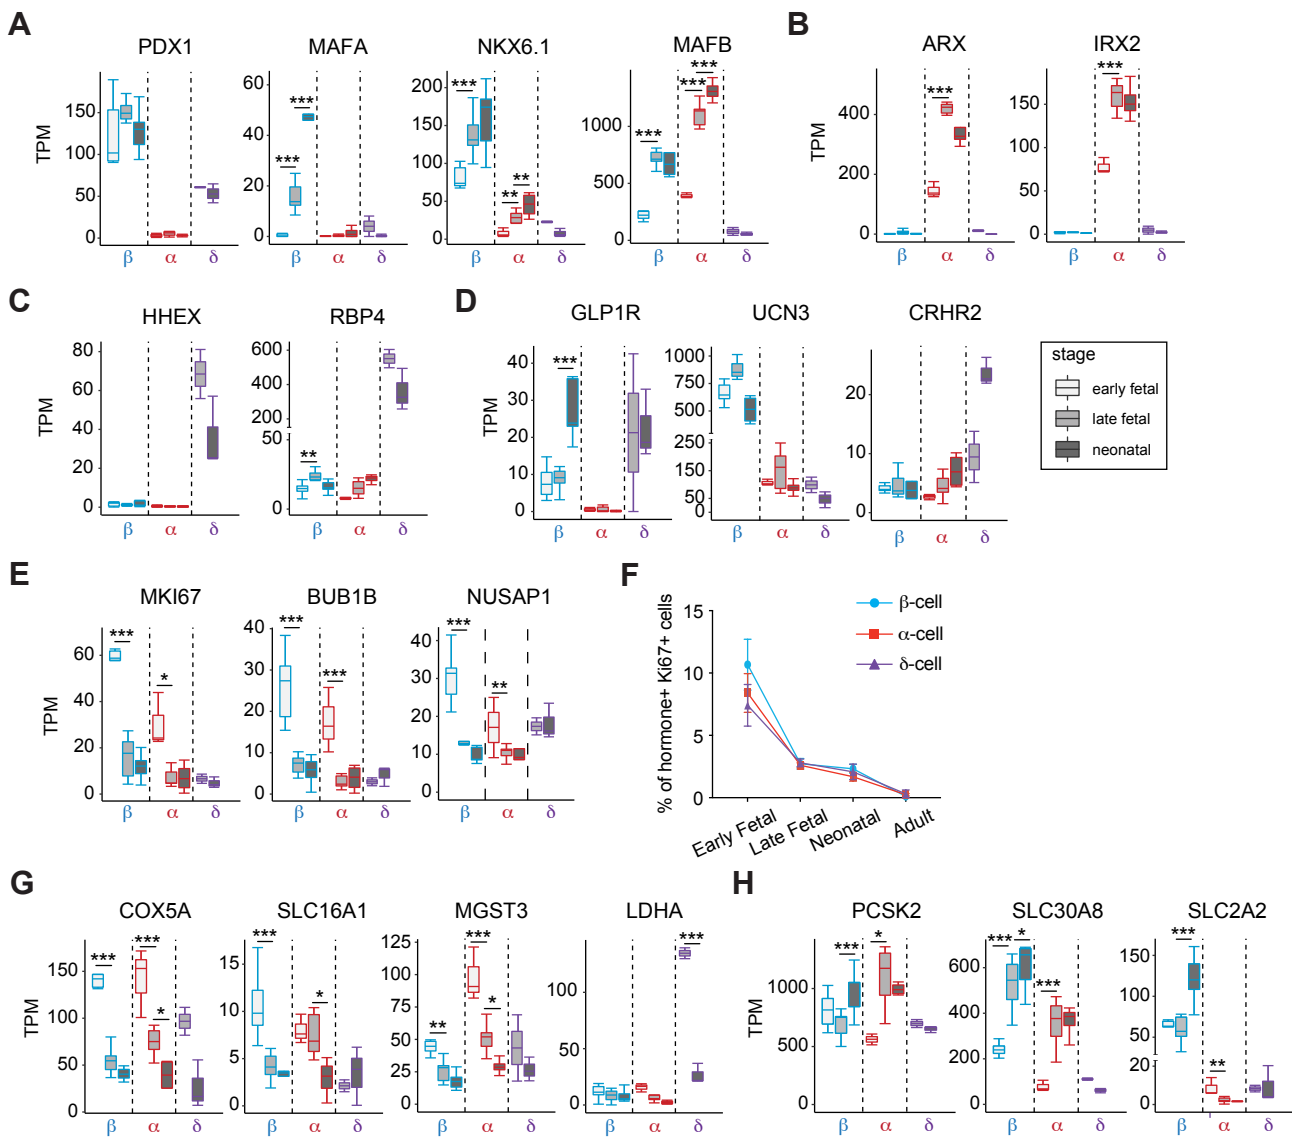 A
PDX1
MAFA
NKX6.1
MAFB
TPM
150
100
50
0
β α δ
60
40
20
0
*** ***
β α δ
200
150
100
50
0
*** ** **
β α δ
1000
500
0
*** *** ***
β α δ
B
ARX
IRX2
TPM
400
200
0
***
β α δ
150
100
50
0
***
β α δ
C
HHEX
RBP4
TPM
80
60
40
20
0
β α δ
600
400
200
50
0
**
β α δ
D
GLP1R
UCN3
CRHR2
TPM
40
30
20
10
0
***
β α δ
1000
750
500
250
150
50
0
β α δ
20
10
0
β α δ
stage
early fetal
late fetal
neonatal
E
MKI67
BUB1B
NUSAP1
TPM
60
40
20
0
*** *
β α δ
40
30
20
10
0
*** ***
β α δ
40
30
20
10
0
*** **
β α δ
F
% of hormone+ Ki67+ cells
15
10
5
0
β-cell
α-cell
δ-cell
Early Fetal
Late Fetal
Neonatal
Adult
G
COX5A
SLC16A1
MGST3
LDHA
TPM
150
100
50
0
*** *** *
β α δ
15
10
5
0
*** *
β α δ
125
100
75
50
25
0
** *** *
β α δ
100
50
0
***
β α δ
H
PCSK2
SLC30A8
SLC2A2
TPM
1000
500
0
*** *
β α δ
600
400
200
0
*** * ***
β α δ
150
100
50
20
0
*** **
β α δ